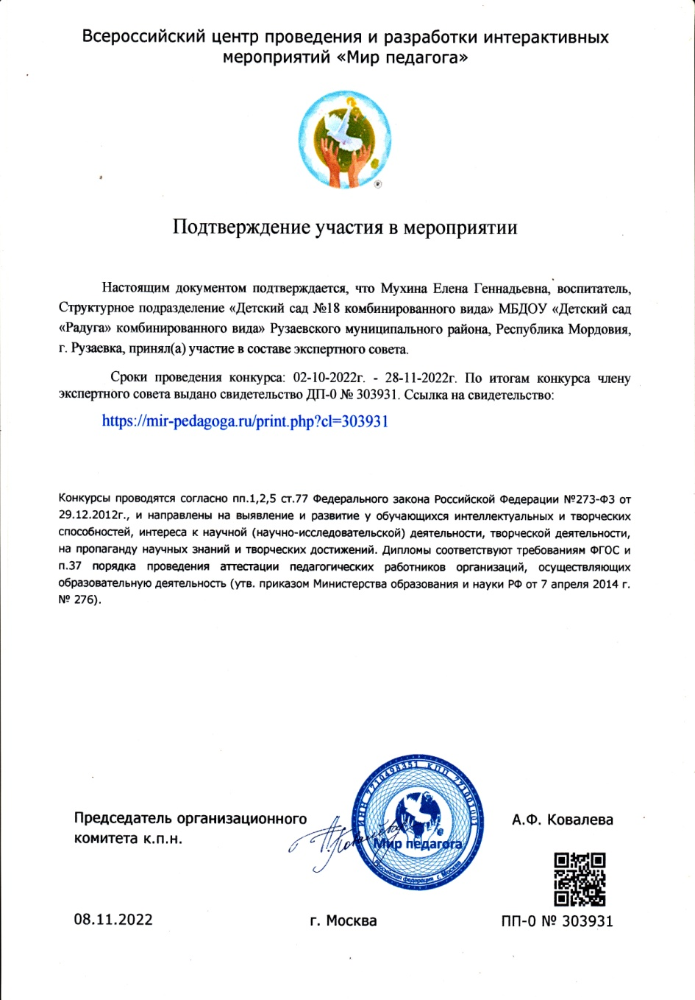 Всероссийский центр проведения и разработки интерактивных
мероприятий «Мир педагога»
Подтверждение участия в мероприятии
Настоящим документом подтверждается, что Мухина Елена Геннадьевна, воспитатель,
Структурное подразделение «Детский сад №18 комбинированного вида» МБДОУ «Детский сад
«Радуга» комбинированного вида» Рузаевского муниципального района, Республика Мордовия,
г. Рузаевка, принял(а) участие в составе экспертного совета.
Сроки проведения конкурса: 02-10-2022г. - 28-11-2022г. По итогам конкурса члену
экспертного совета выдано свидетельство ДП-0 № 303931. Ссылка на свидетельство:
https://mir-pedagoga.ru/print.php?cl=303931
Конкурсы проводятся согласно пп.1,2,5 ст.77 Федерального закона Российской Федерации №273-ФЗ от
29.12.2012г., и направлены на выявление и развитие у обучающихся интеллектуальных и творческих
способностей, интереса к научной (научно-исследовательской) деятельности, творческой деятельности,
на пропаганду научных знаний и творческих достижений. Дипломы соответствуют требованиям ФГОС и
п.37 порядка проведения аттестации педагогических работников организаций, осуществляющих
образовательную деятельность (утв. приказом Министерства образования и науки РФ от 7 апреля 2014 г.
№ 276).
ИНН 7710498351 КПП 771001001
Председатель организационного
комитета к.п.н.
А.Ф. Ковалева
Мир педагога
Российская федерация г. Москва
08.11.2022
г. Москва
ПП-0 № 303931